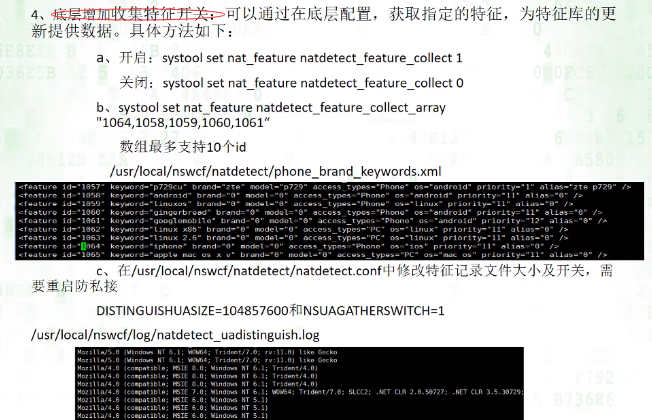 4、底层增加收集特征开关：可以通过在底层配置，获取指定的特征，为特征库的更
新提供数据。具体方法如下：
a、开启：systool set nat_feature natdetect_feature_collect 1
关闭：systool set nat_feature natdetect_feature_collect 0
b、systool set nat_feature natdetect_feature_collect_array
"1064,1058,1059,1060,1061"
数组最多支持10个id
/usr/local/nswcf/natdetect/phone_brand_keywords.xml
<feature id="1057" keyword="p729cu" brand="zte" model="p729" access_types="Phone" os="android" priority="1" alias="zte p729" />
<feature id="1058" keyword="android" brand="0" model="0" access_types="Phone" os="android" priority="11" alias="0" />
<feature id="1059" keyword="linuxos" brand="0" model="0" access_types="Phone" os="linux" priority="11" alias="0" />
<feature id="1060" keyword="gingerbread" brand="0" model="0" access_types="Phone" os="android" priority="11" alias="0" />
<feature id="1061" keyword="googlemobile" brand="0" model="0" access_types="Phone" os="android" priority="12" alias="0" />
<feature id="1062" keyword="linux x86" brand="0" model="0" access_types="PC" os="linux" priority="11" alias="0" />
<feature id="1063" keyword="linux 2.6" brand="0" model="0" access_types="PC" os="linux" priority="11" alias="0" />
<feature id="1064" keyword="iphone" brand="0" model="0" access_types="Phone" os="ios" priority="11" alias="0" />
<feature id="1065" keyword="apple mac os x v" brand="0" model="0" access_types="PC" os="mac os" priority="11" alias="0" />
c、在/usr/local/nswcf/natdetect/natdetect.conf中修改特征记录文件大小及开关，需
要重启防私接
DISTINGUISHUASIZE=104857600和NSUAGATHERSWITCH=1
/usr/local/nswcf/log/natdetect_uadistinguish.log
Mozilla/5.0 (Windows NT 6.1; WOW64; Trident/7.0; rv:11.0) like Gecko
Mozilla/5.0 (Windows NT 6.1; WOW64; Trident/7.0; rv:11.0) like Gecko
Mozilla/4.0 (compatible; MSIE 8.0; Windows NT 6.1; Trident/4.0)
Mozilla/4.0 (compatible; MSIE 8.0; Windows NT 6.1; Trident/4.0)
Mozilla/4.0 (compatible; MSIE 8.0; Windows NT 6.1; Trident/4.0)
Mozilla/4.0 (compatible; MSIE 7.0; Windows NT 6.1; WOW64; Trident/7.0; SLCC2; .NET CLR 2.0.50727; .NET CLR 3.5.30729;
Mozilla/4.0 (compatible; MSIE 6.0; Windows NT 5.1)
Mozilla/4.0 (compatible; MSIE 6.0; Windows NT 5.1)
Mozilla/4.0 (compatible; MSIE 6.0; Windows NT 5.1)